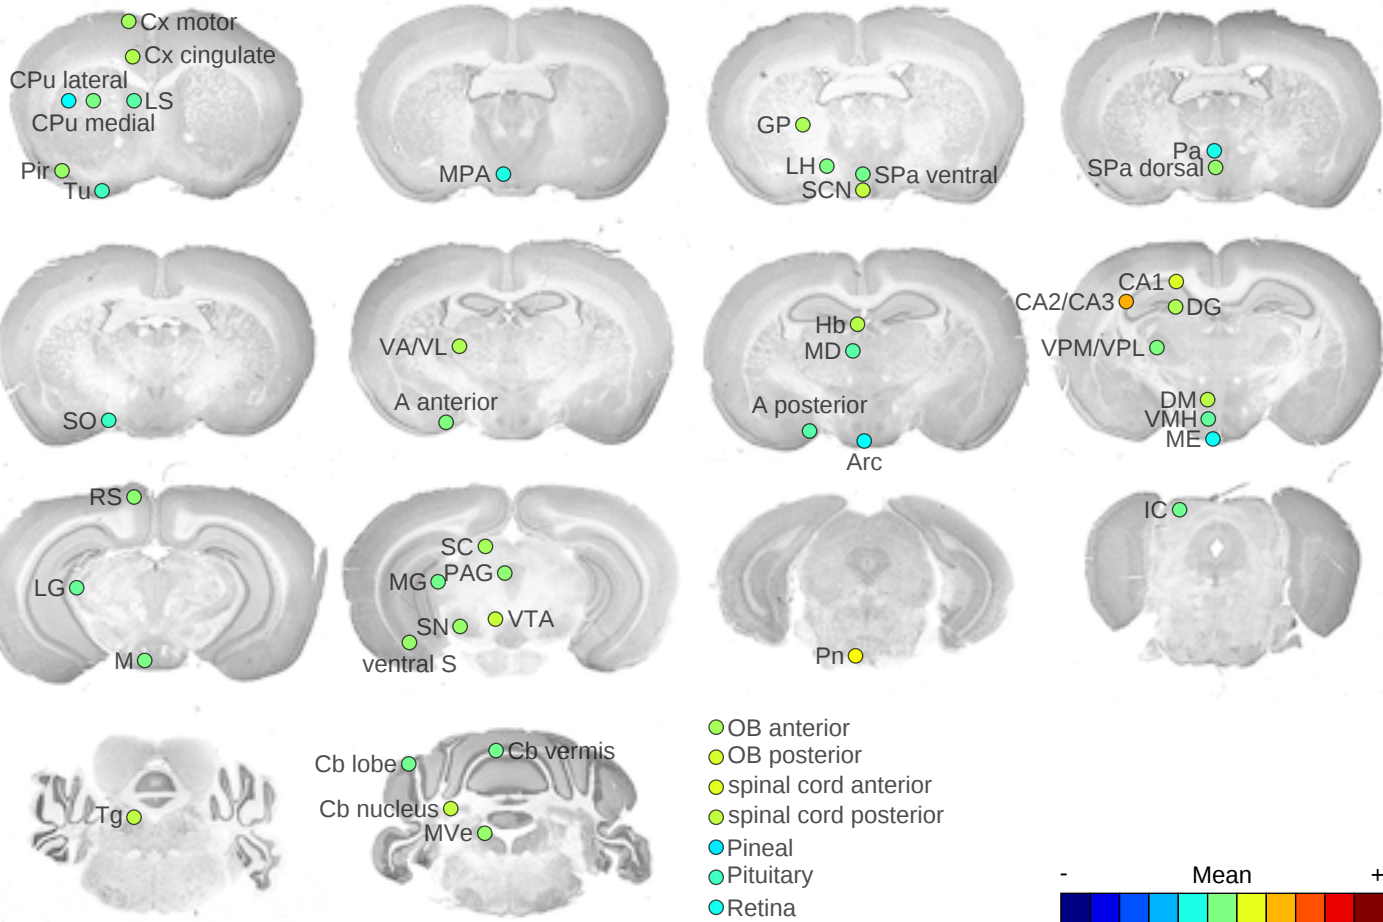 Cx motor
Cx cingulate
CPu lateral
LS
CPu medial
Pir
Tu
MPA
GP
LH
SPa ventral
SCN
Pa
SPa dorsal
SO
VA/VL
A anterior
Hb
MD
A posterior
Arc
CA1
CA2/CA3
DG
VPM/VPL
DM
VMH
ME
RS
LG
M
SC
MG
PAG
SN
VTA
ventral S
Pn
IC
Tg
Cb lobe
Cb vermis
Cb nucleus
MVe
OB anterior
OB posterior
spinal cord anterior
spinal cord posterior
Pineal
Pituitary
Retina
- Mean +